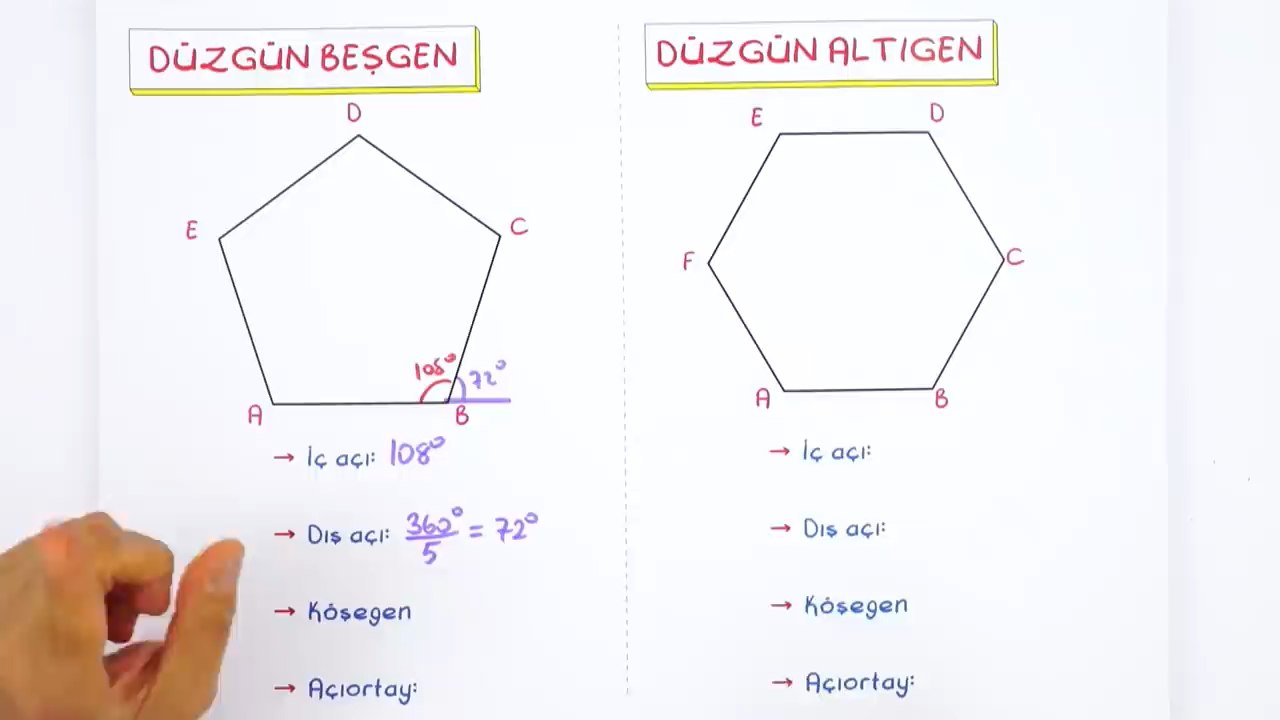 DÜZGÜN BEŞGEN
D
E
C
108°
72°
A
B
→ İç açı: 108°
→ Dış açı: 360°/5 = 72°
→ Köşegen
→ Açıortay:
DÜZGÜN ALTIGEN
E
D
F
C
A
B
→ İç açı:
→ Dış açı:
→ Köşegen
→ Açıortay: